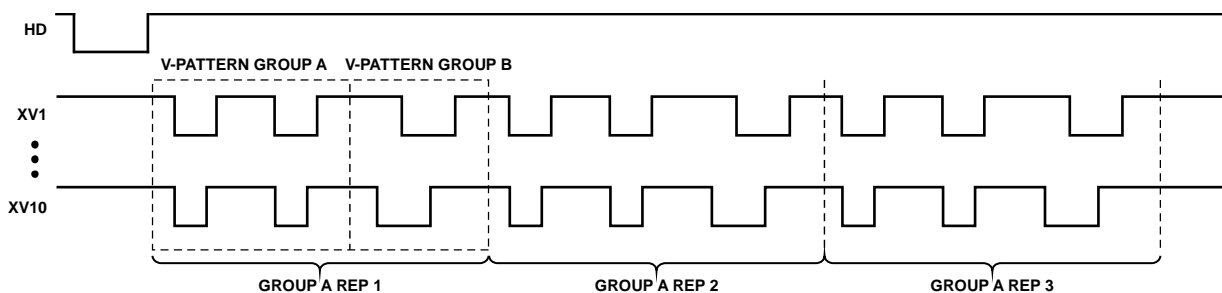 HD
V-PATTERN GROUP A V-PATTERN GROUP B
XV1
XV10
GROUP A REP 1 GROUP A REP 2 GROUP A REP 3